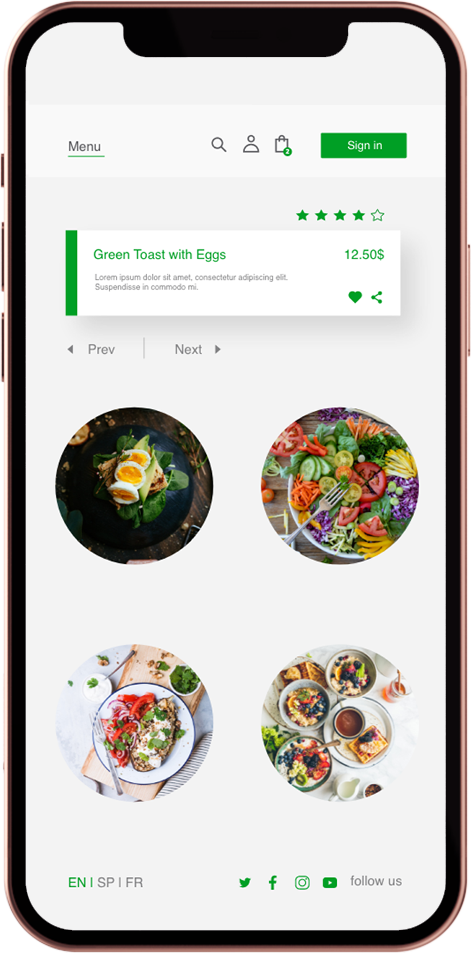 Menu
2
Sign in
Green Toast with Eggs
12.50$
Lorem ipsum dolor sit amet, consectetur adipiscing elit.
Suspendisse in commodo mi.
Prev
Next
EN | SP | FR
follow us